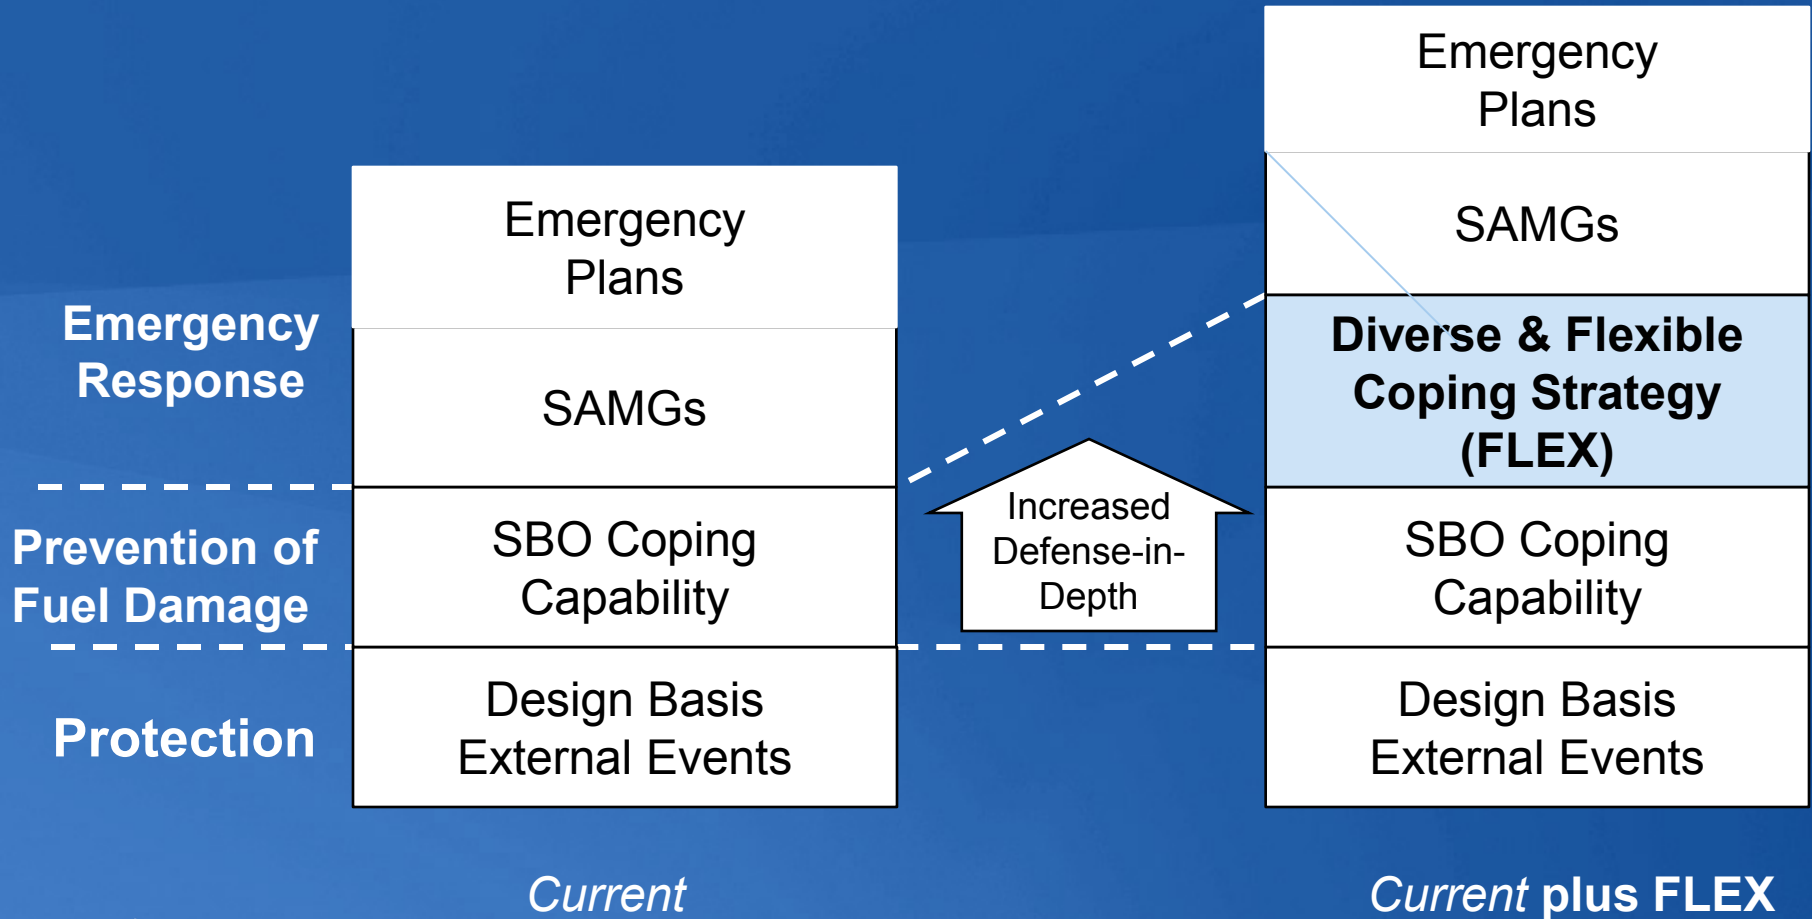 Emergency
Response
Prevention of
Fuel Damage
Protection
Emergency
Plans
SAMGs
SBO Coping
Capability
Design Basis
External Events
Current
Increased
Defense-in-
Depth
Emergency
Plans
SAMGs
Diverse & Flexible
Coping Strategy
(FLEX)
SBO Coping
Capability
Design Basis
External Events
Current plus FLEX